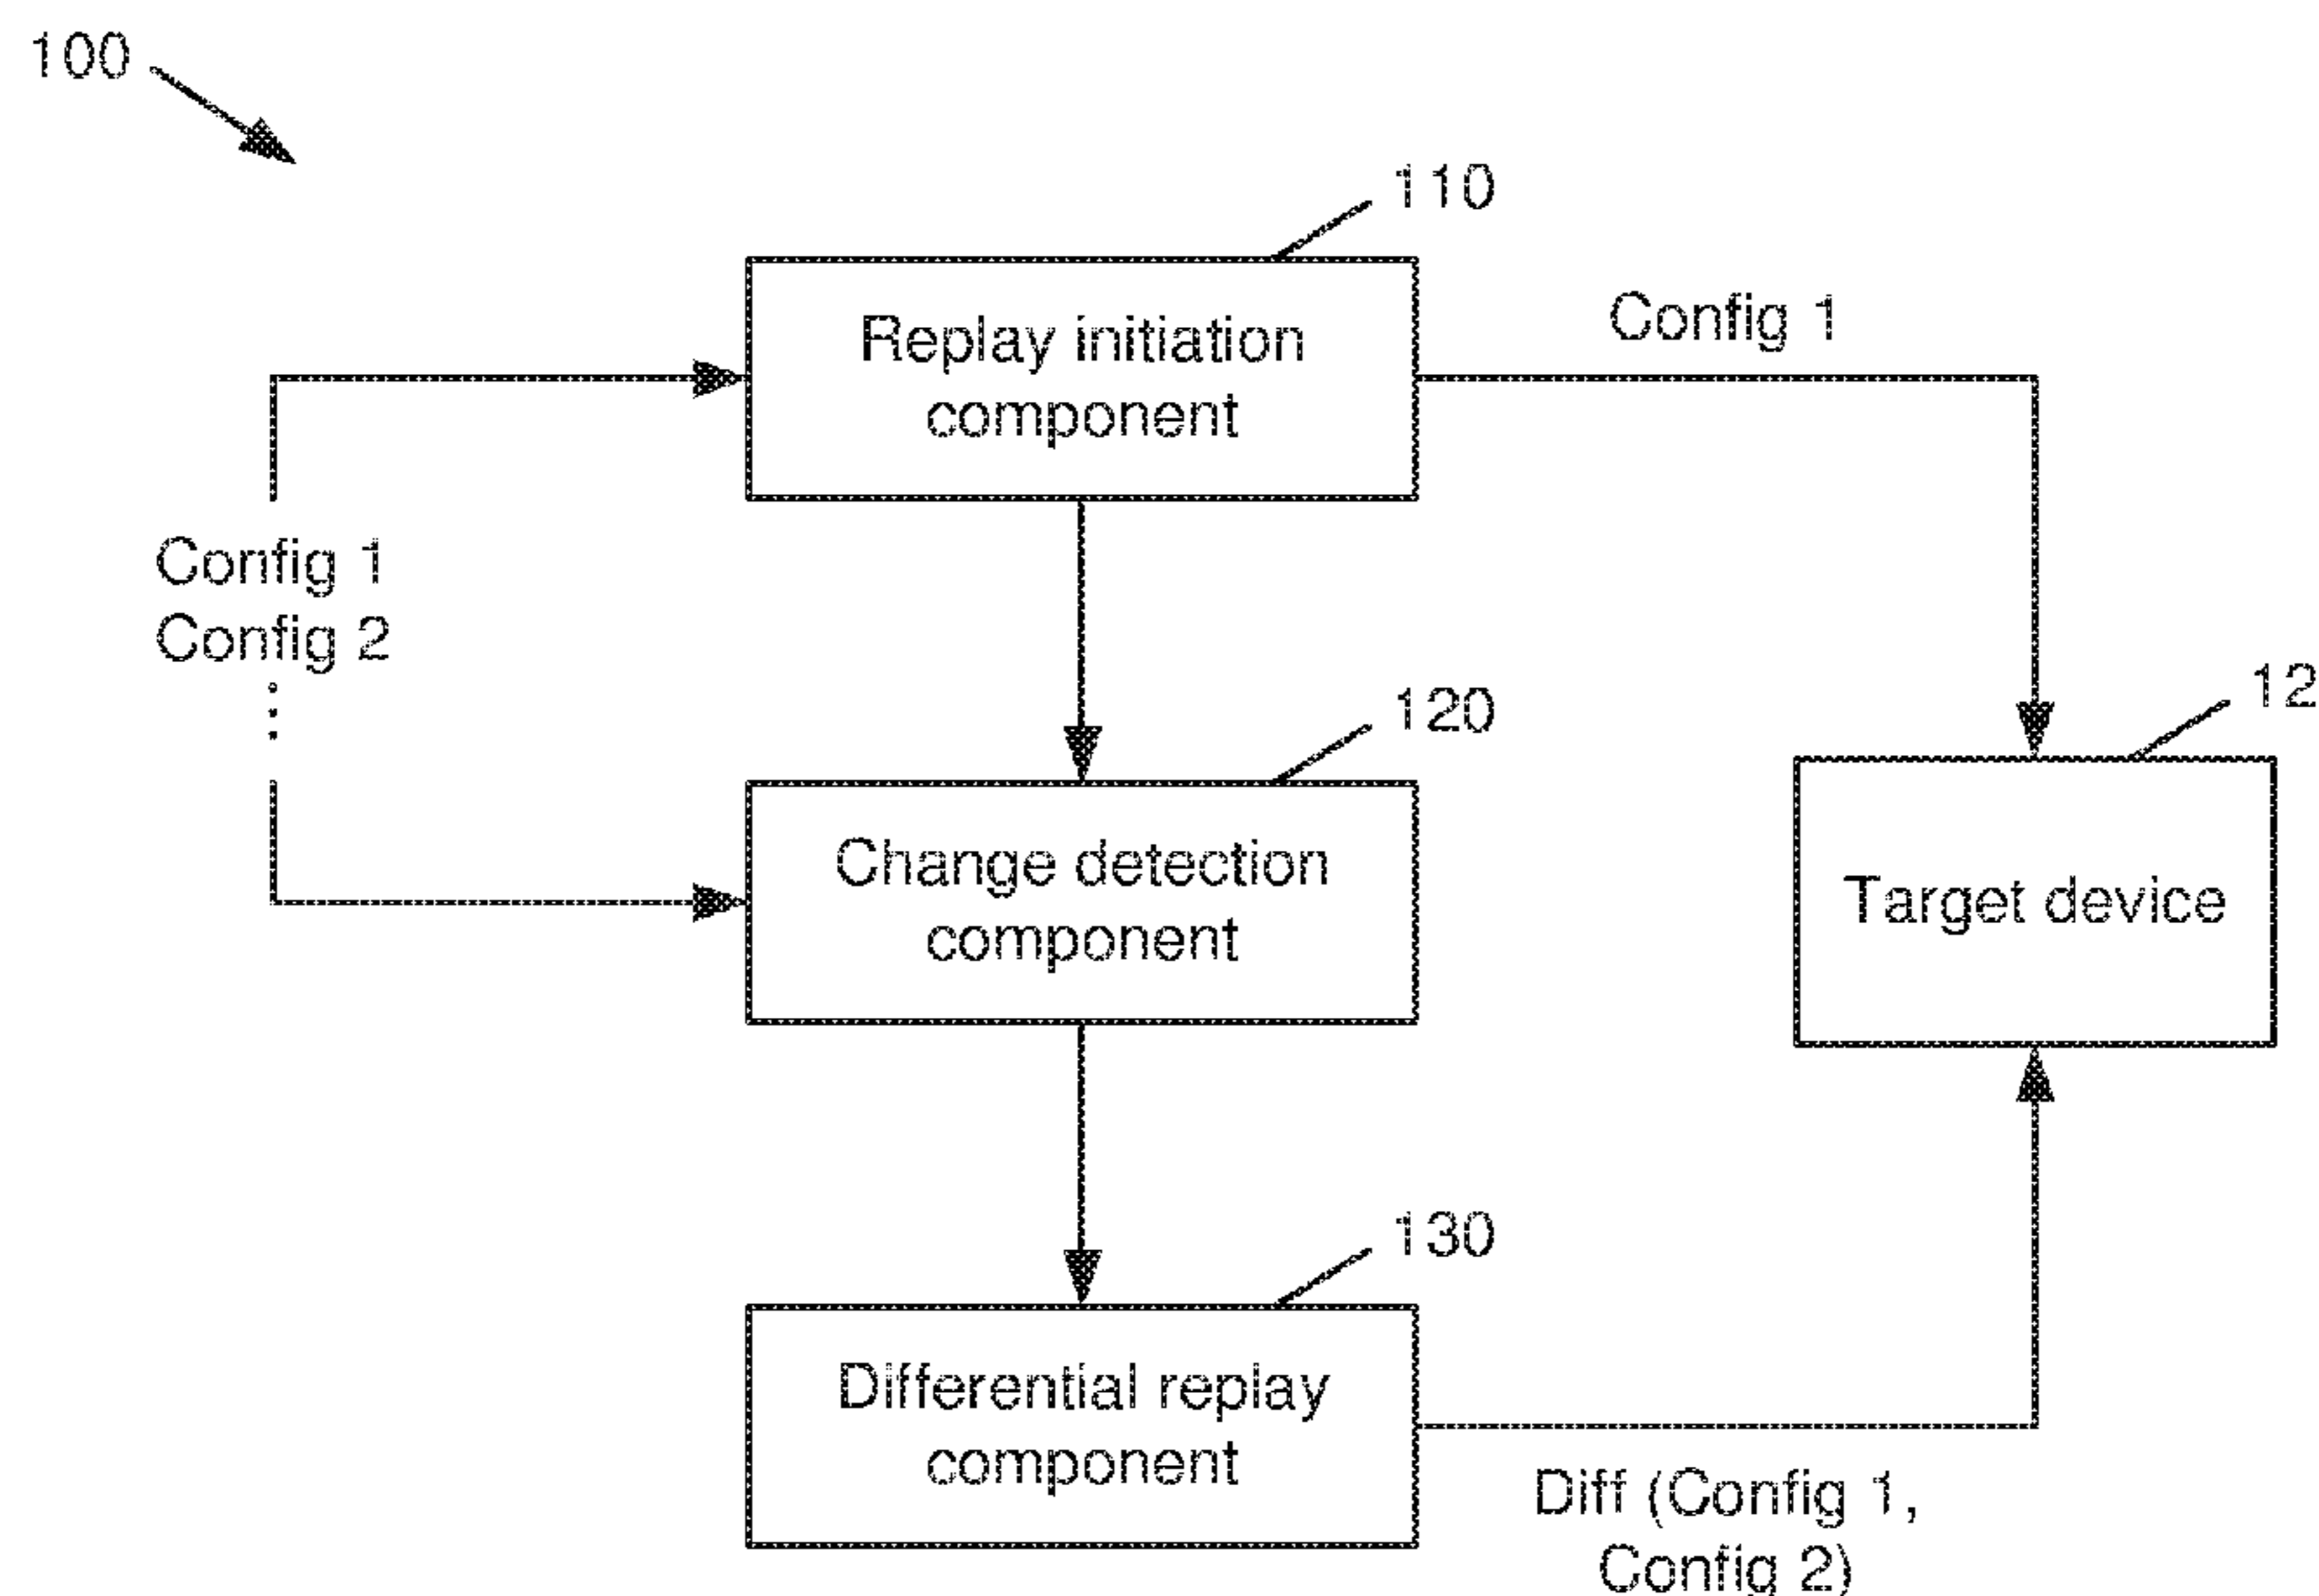 100
110
Replay initiation
component
Config 1
Config 1
Config 2
120
12
Change detection
component
Target device
130
Differential replay
component
Diff (Config 1,
Config 2)